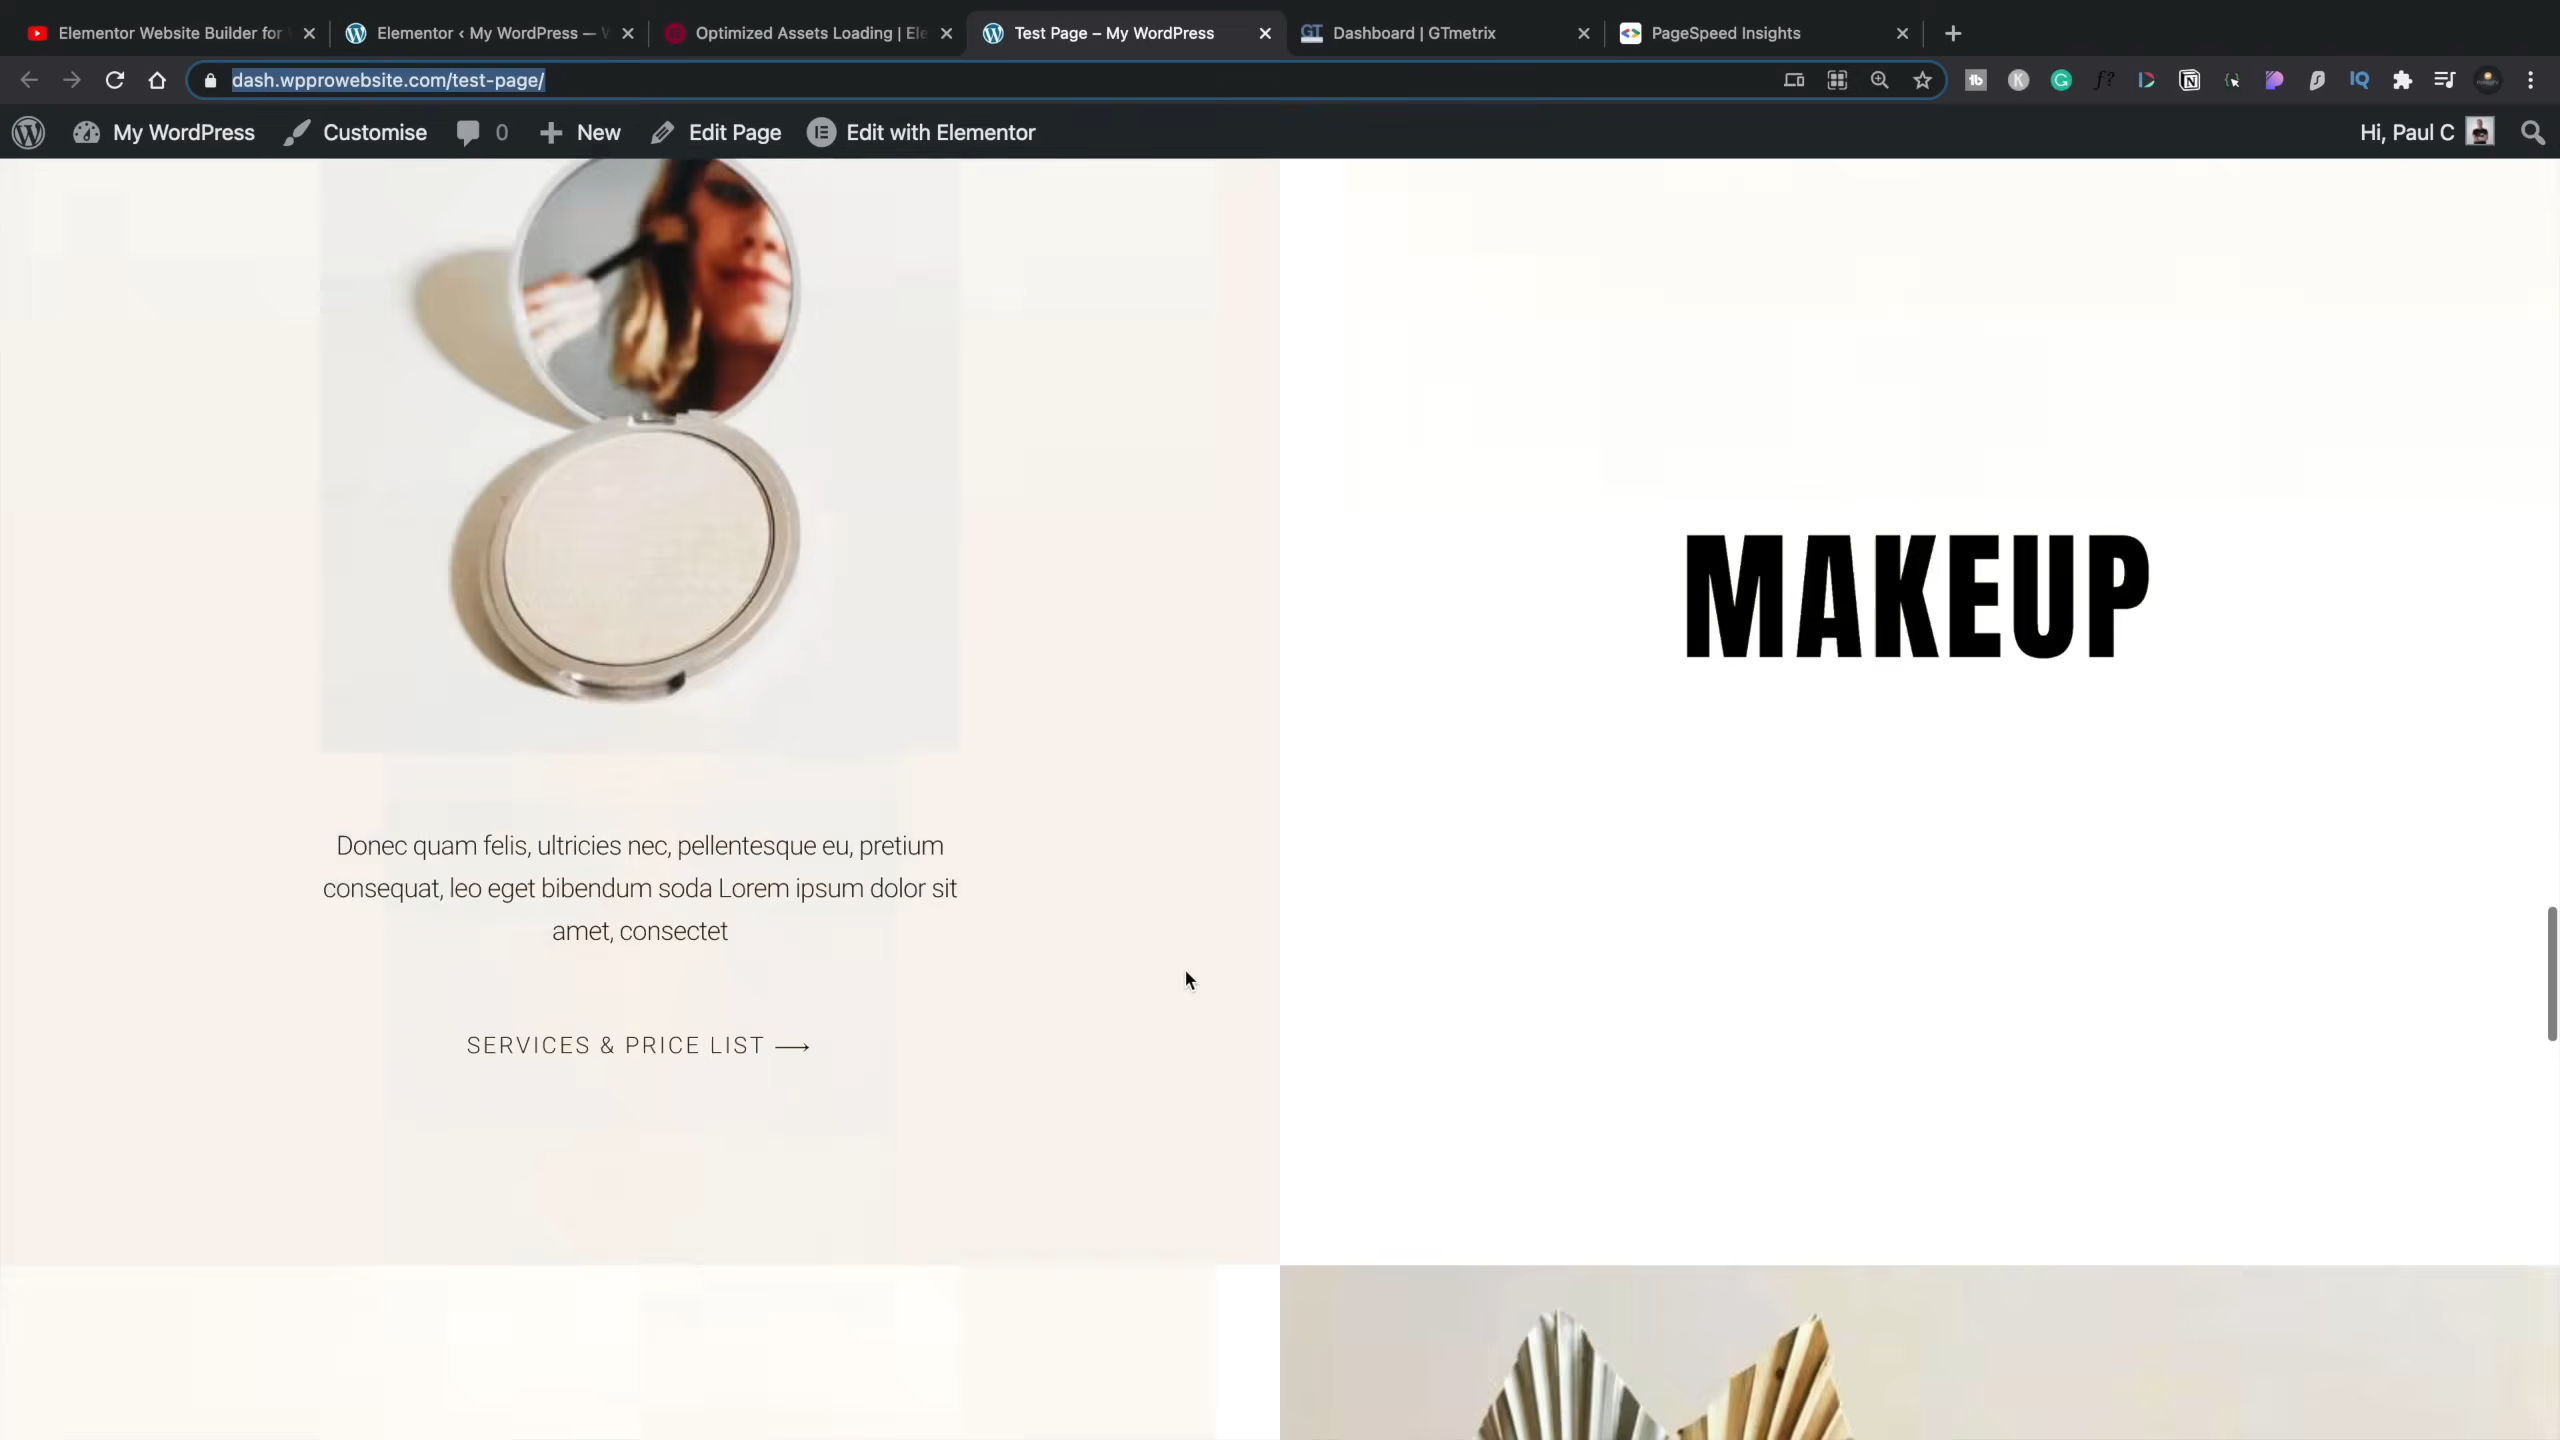 Elementor Website Builder for
Elementor ‹ My WordPress — W
Optimized Assets Loading | Ele
Test Page – My WordPress
GT
Dashboard | GTmetrix
PageSpeed Insights
dash.wpprowebsite.com/test-page/
My WordPress
Customise
0
New
Edit Page
Edit with Elementor
Hi, Paul C
MAKEUP
Donec quam felis, ultricies nec, pellentesque eu, pretium
consequat, leo eget bibendum soda Lorem ipsum dolor sit
amet, consectet
SERVICES & PRICE LIST ⟶